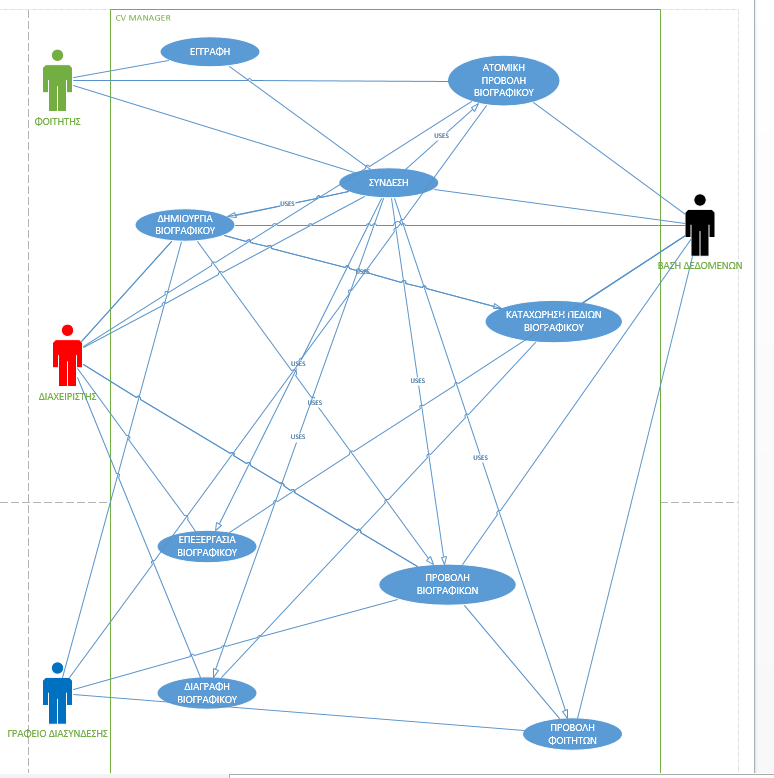 CV MANAGER
ΕΓΓΡΑΦΗ
ΑΤΟΜΙΚΗ
ΠΡΟΒΟΛΗ
ΒΙΟΓΡΑΦΙΚΟΥ
ΦΟΙΤΗΤΗΣ
USES
ΣΥΝΔΕΣΗ
USES
ΔΗΜΙΟΥΡΓΙΑ
ΒΙΟΓΡΑΦΙΚΟΥ
ΒΑΣΗ ΔΕΔΟΜΕΝΩΝ
USES
ΚΑΤΑΧΩΡΗΣΗ ΠΕΔΙΩΝ
ΒΙΟΓΡΑΦΙΚΟΥ
USES
USES
ΔΙΑΧΕΙΡΙΣΤΗΣ
USES
USES
USES
ΕΠΕΞΕΡΓΑΣΙΑ
ΒΙΟΓΡΑΦΙΚΟΥ
ΠΡΟΒΟΛΗ
ΒΙΟΓΡΑΦΙΚΩΝ
ΔΙΑΓΡΑΦΗ
ΒΙΟΓΡΑΦΙΚΟΥ
ΓΡΑΦΕΙΟ ΔΙΑΣΥΝΔΕΣΗΣ
ΠΡΟΒΟΛΗ
ΦΟΙΤΗΤΩΝ